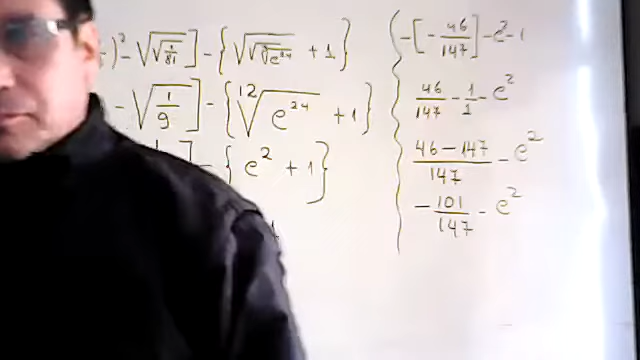 )² - √√(1/81) ] - { √√∛e²⁴ + 1 }
- √(1/9) ] - { ¹²√e²⁴ + 1 }
] - { e² + 1 }
- [ - 46/147 ] - e² - 1
46/147 - 1/1 - e²
(46 - 147)/147 - e²
- 101/147 - e²